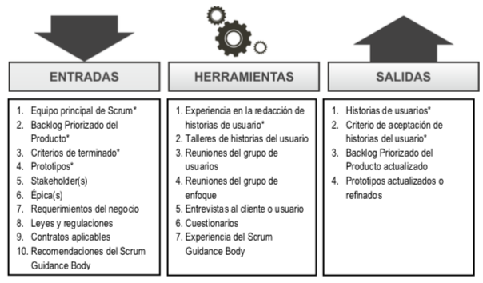 ENTRADAS
1. Equipo principal de Scrum*
2. Backlog Priorizado del
Producto*
3. Criterios de terminado*
4. Prototipos*
5. Stakeholder(s)
6. Épica(s)
7. Requerimientos del negocio
8. Leyes y regulaciones
9. Contratos aplicables
10. Recomendaciones del Scrum
Guidance Body
HERRAMIENTAS
1. Experiencia en la redacción de
historias de usuario*
2. Talleres de historias del usuario
3. Reuniones del grupo de
usuarios
4. Reuniones del grupo de
enfoque
5. Entrevistas al cliente o usuario
6. Cuestionarios
7. Experiencia del Scrum
Guidance Body
SALIDAS
1. Historias de usuarios*
2. Criterio de aceptación de
historias del usuario*
3. Backlog Priorizado del
Producto actualizado
4. Prototipos actualizados o
refinados